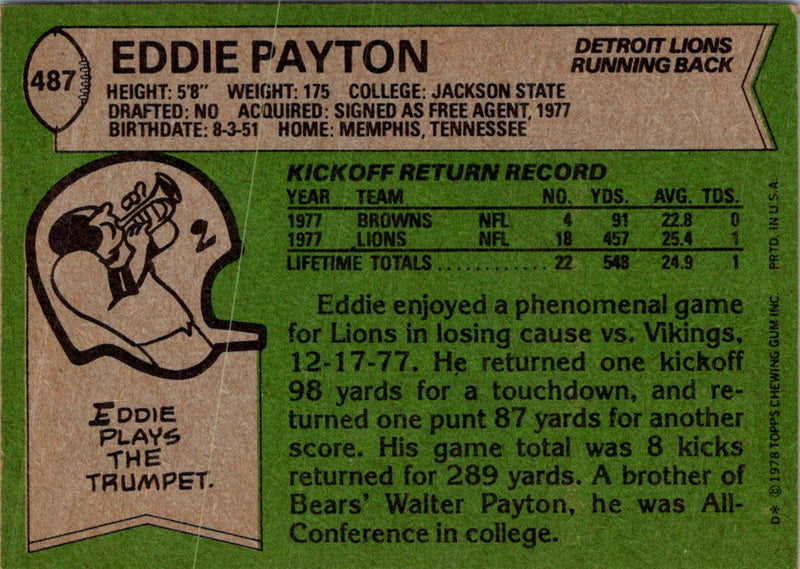 487
EDDIE PAYTON
DETROIT LIONS
RUNNING BACK
HEIGHT: 5'8" WEIGHT: 175 COLLEGE: JACKSON STATE
DRAFTED: NO ACQUIRED: SIGNED AS FREE AGENT, 1977
BIRTHDATE: 8-3-51 HOME: MEMPHIS, TENNESSEE
2
EDDIE
PLAYS
THE
TRUMPET.
KICKOFF RETURN RECORD
YEAR TEAM NO. YDS. AVG. TDS.
1977 BROWNS NFL 4 91 22.8 0
1977 LIONS NFL 18 457 25.4 1
LIFETIME TOTALS............ 22 548 24.9 1
Eddie enjoyed a phenomenal game
for Lions in losing cause vs. Vikings,
12-17-77. He returned one kickoff
98 yards for a touchdown, and re-
turned one punt 87 yards for another
score. His game total was 8 kicks
returned for 289 yards. A brother of
Bears' Walter Payton, he was All-
Conference in college.
D* © 1978 TOPPS CHEWING GUM INC. PRTD. IN U.S.A.